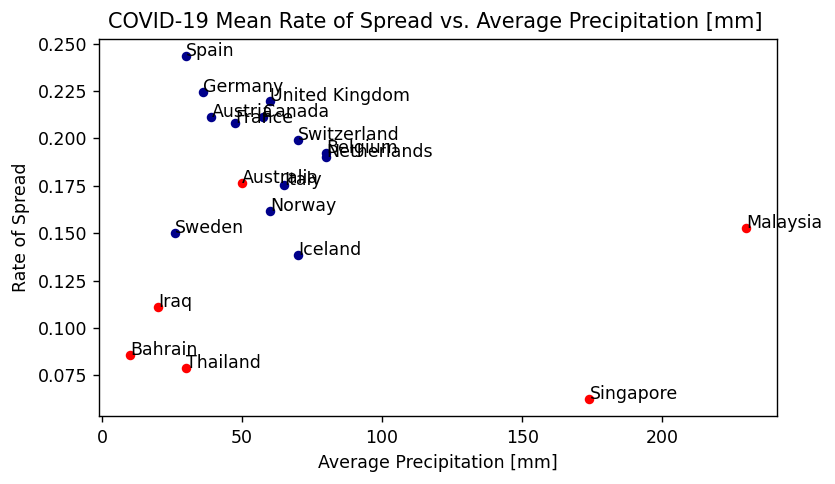 COVID-19 Mean Rate of Spread vs. Average Precipitation [mm]
0.250
Spain
0.225
Germany
United Kingdom
Austria
Canada
France
0.200
Switzerland
Belgium
Netherlands
0.175
Australia
Italy
Norway
Rate of Spread
Sweden
Malaysia
0.150
Iceland
0.125
Iraq
0.100
Bahrain
0.075
Thailand
Singapore
0
50
100
150
200
Average Precipitation [mm]